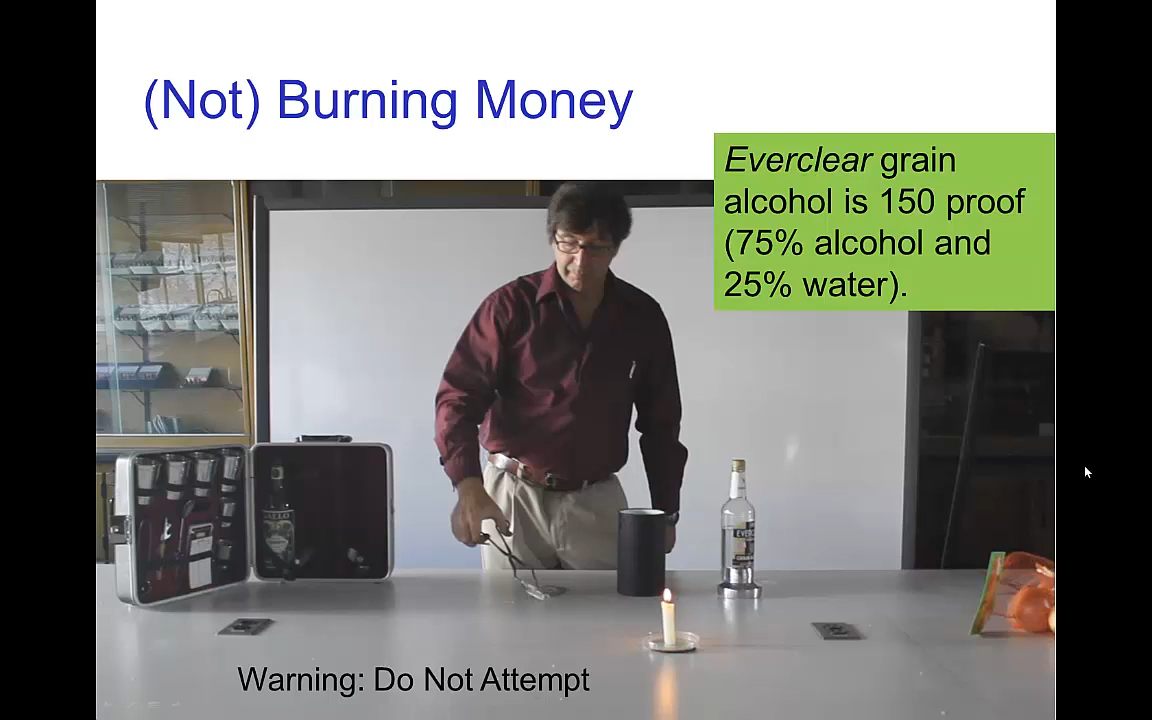 (Not) Burning Money
Everclear grain
alcohol is 150 proof
(75% alcohol and
25% water).
Warning: Do Not Attempt